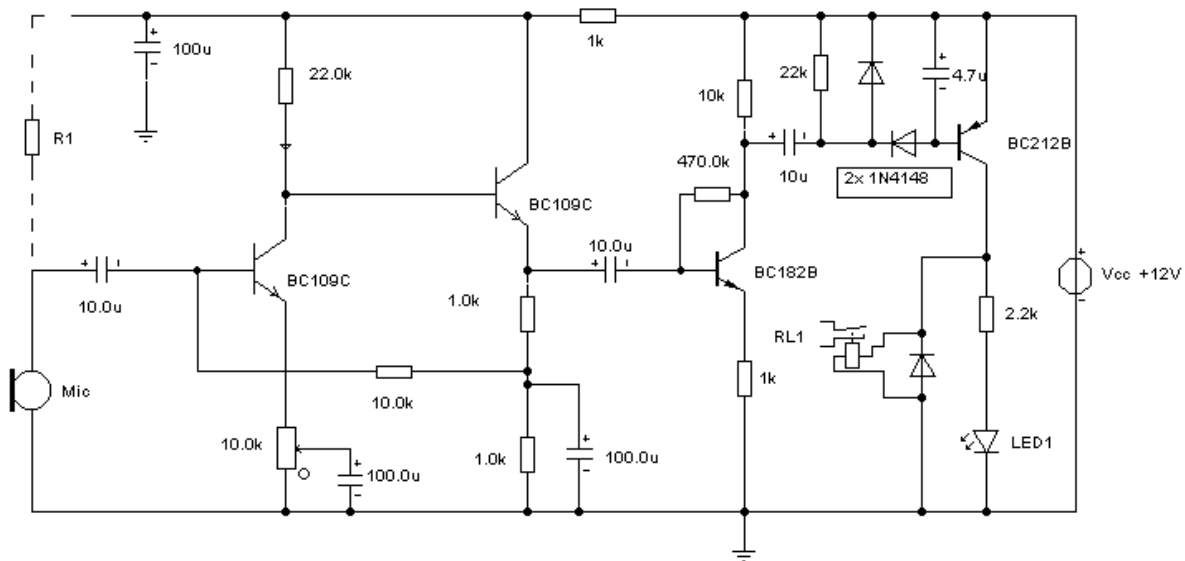 100u
1k
22.0k
22k
4.7u
10k
R1
BC212B
470.0k
10u
2x 1N4148
BC109C
10.0u
BC109C
BC182B
Vcc +12V
10.0u
1.0k
2.2k
RL1
Mic
1k
10.0k
10.0k
LED1
1.0k
100.0u
100.0u